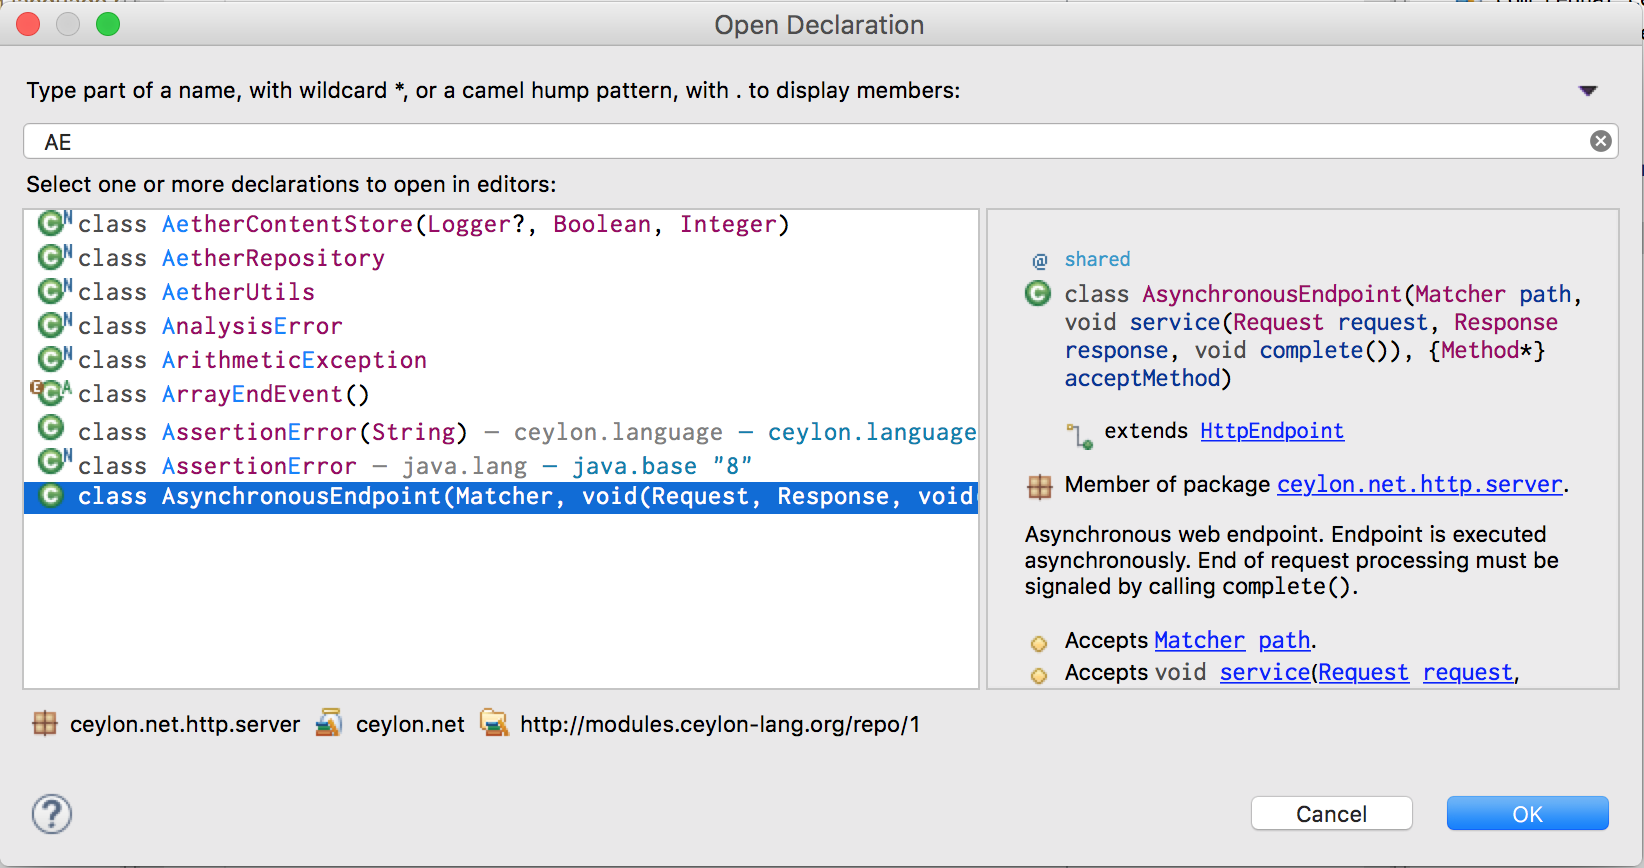 Open Declaration
Type part of a name, with wildcard *, or a camel hump pattern, with . to display members:
AE
Select one or more declarations to open in editors:
class AetherContentStore(Logger?, Boolean, Integer)
class AetherRepository
class AetherUtils
class AnalysisError
class ArithmeticException
class ArrayEndEvent()
class AssertionError(String) — ceylon.language — ceylon.language
class AssertionError — java.lang — java.base "8"
class AsynchronousEndpoint(Matcher, void(Request, Response, void(
@ shared
class AsynchronousEndpoint(Matcher path,
void service(Request request, Response
response, void complete()), {Method*}
acceptMethod)
extends HttpEndpoint
Member of package ceylon.net.http.server.
Asynchronous web endpoint. Endpoint is executed
asynchronously. End of request processing must be
signaled by calling complete().
Accepts Matcher path.
Accepts void service(Request request,
ceylon.net.http.server ceylon.net http://modules.ceylon-lang.org/repo/1
?
Cancel OK